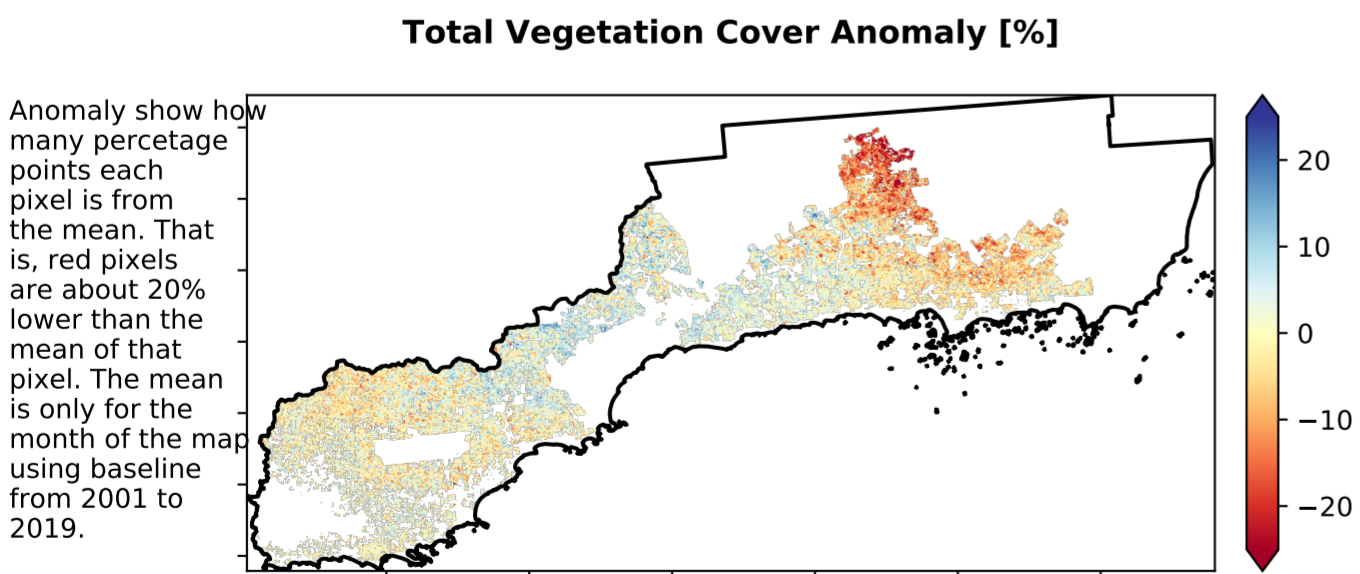 Total Vegetation Cover Anomaly [%]
Anomaly show how
many percetage
points each
pixel is from
the mean. That
is, red pixels
are about 20%
lower than the
mean of that
pixel. The mean
is only for the
month of the map
using baseline
from 2001 to
2019.
20
10
0
−10
−20